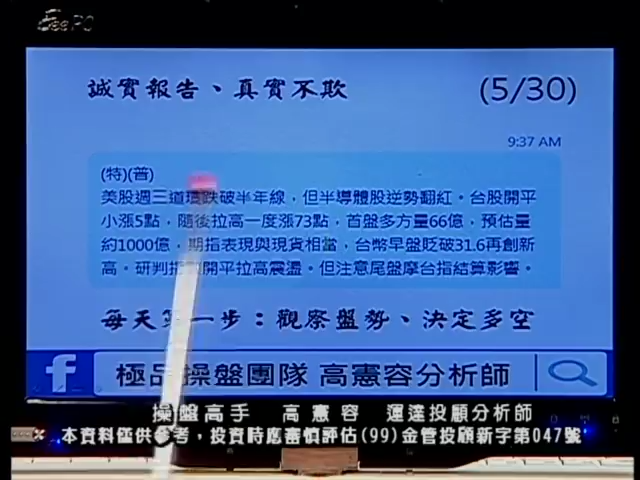 Eee PC
誠實報告、真實不欺
(5/30)
9:37 AM
(特)(普)
美股週三道瓊跌破半年線，但半導體股逆勢翻紅。台股開平
小漲5點，隨後拉高一度漲73點，首盤多方量66億，預估量
約1000億，期指表現與現貨相當，台幣早盤貶破31.6再創新
高。研判指數開平拉高震盪。但注意尾盤摩台指結算影響。
每天第一步：觀察盤勢、決定多空
f 極品操盤團隊 高憲容分析師
操盤高手 高憲容 運達投顧分析師
本資料僅供參考，投資時應審慎評估(99)金管投顧新字第047號